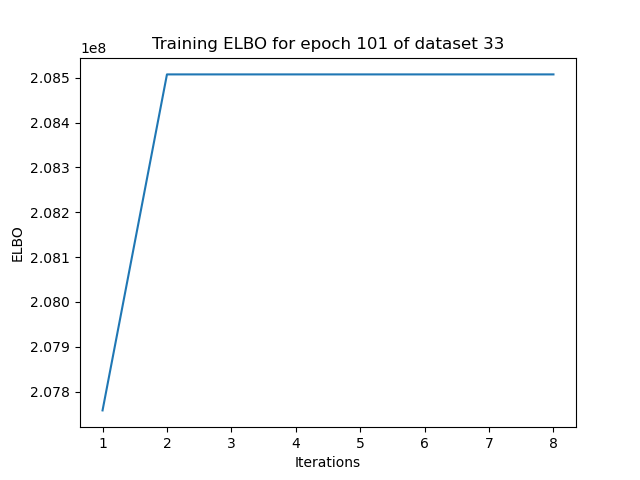 Training ELBO for epoch 101 of dataset 33
1e8
2.085
2.084
2.083
2.082
2.081
2.080
2.079
2.078
ELBO
1 2 3 4 5 6 7 8
Iterations